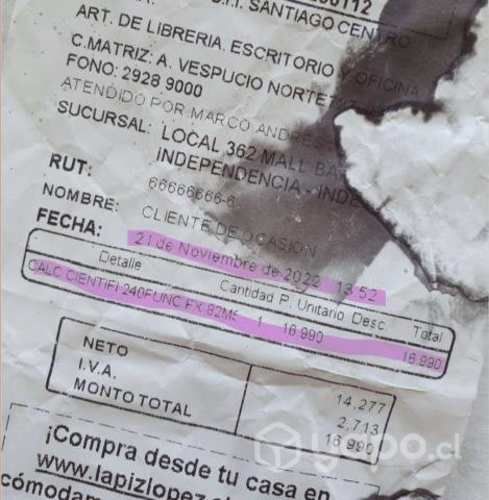 S.I.I. SANTIAGO CENTRO
ART. DE LIBRERIA, ESCRITORIO Y OFICINA
C.MATRIZ: A. VESPUCIO NORTE
FONO: 2928 9000
ATENDIDO POR MARCO ANDRES
SUCURSAL: LOCAL 362 MALL
INDEPENDENCIA -
RUT: 66666666-6
NOMBRE: CLIENTE DE OCASION
FECHA: 21 de Noviembre de 2022 13:52
Detalle Cantidad P. Unitario Desc. Total
CALC CIENTIFI 240FUNC FX 82MS 1 16.990 16.990
NETO 14,277
I.V.A. 2,713
MONTO TOTAL 16,990
¡Compra desde tu casa en
www.lapizlopez.
yapo.cl